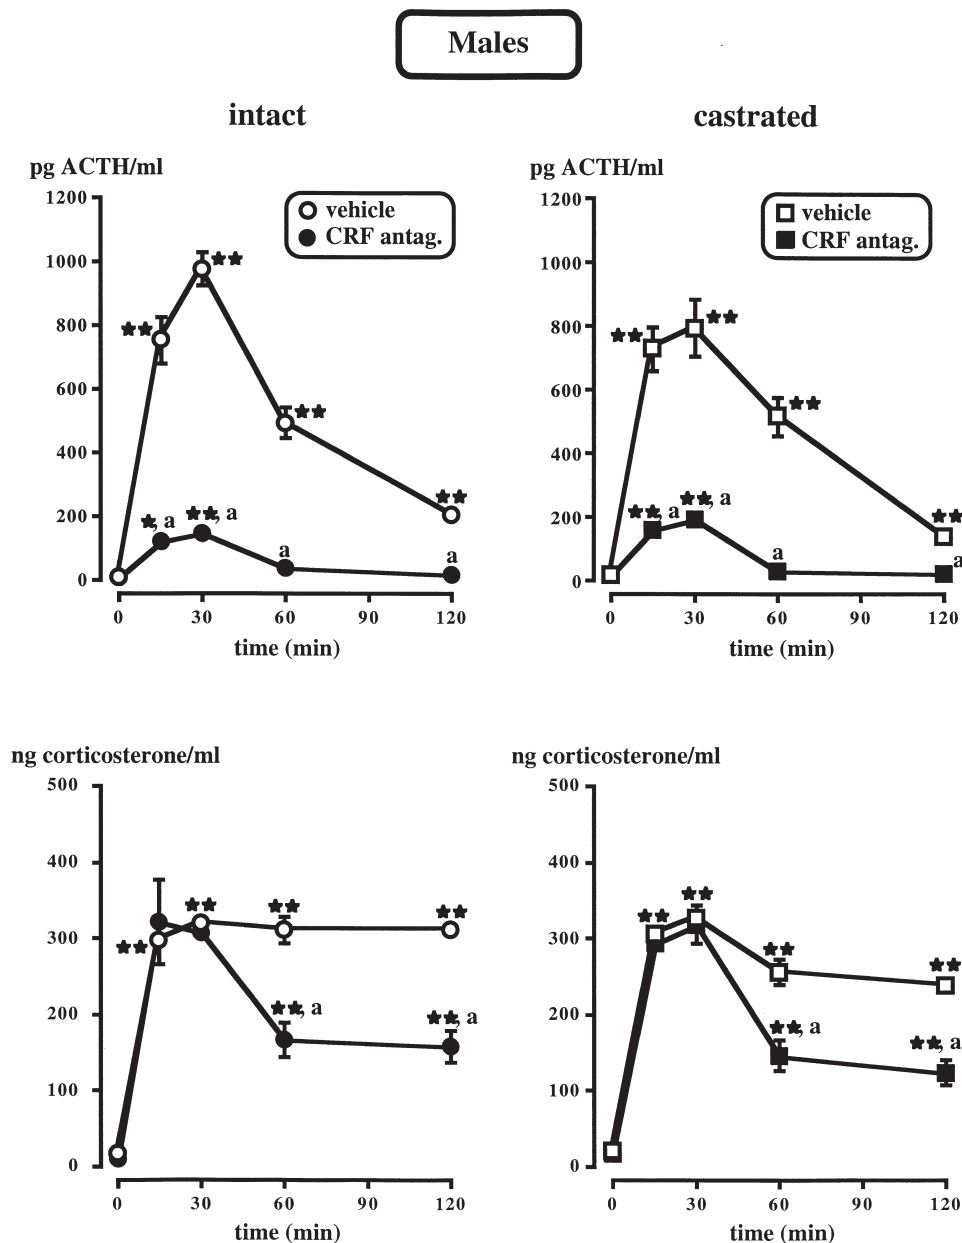 Males
intact
castrated
pg ACTH/ml
pg ACTH/ml
1200
1000
800
600
400
200
0
vehicle
CRF antag.
★★
★★
★★
★★
★, a
★★, a
a
a
0 30 60 90 120
time (min)
1200
1000
800
600
400
200
0
vehicle
CRF antag.
★★
★★
★★
★★
★★, a
★★, a
a
a
0 30 60 90 120
time (min)
ng corticosterone/ml
ng corticosterone/ml
500
400
300
200
100
0
★★
★★
★★
★★
★★, a
★★, a
0 30 60 90 120
time (min)
500
400
300
200
100
0
★★
★★
★★
★★
★★, a
★★, a
0 30 60 90 120
time (min)